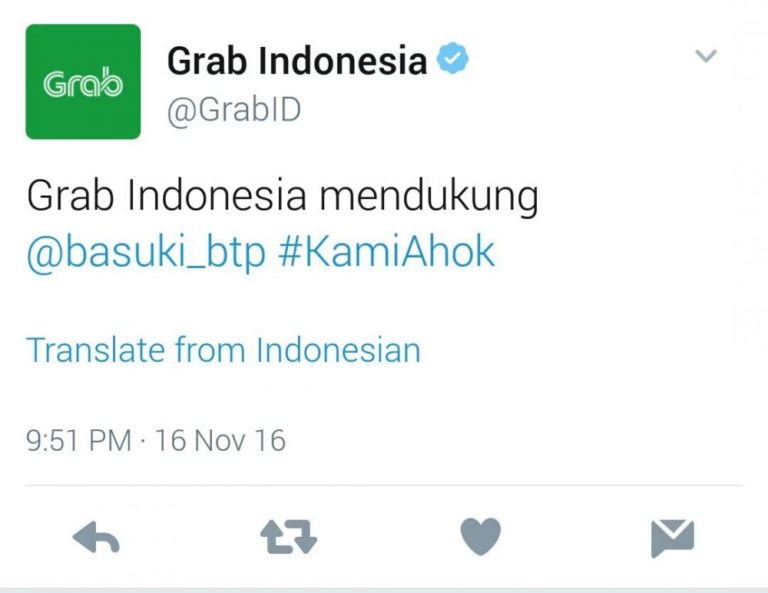 Grab
Grab Indonesia
@GrabID
Grab Indonesia mendukung
@basuki_btp #KamiAhok
Translate from Indonesian
9:51 PM · 16 Nov 16